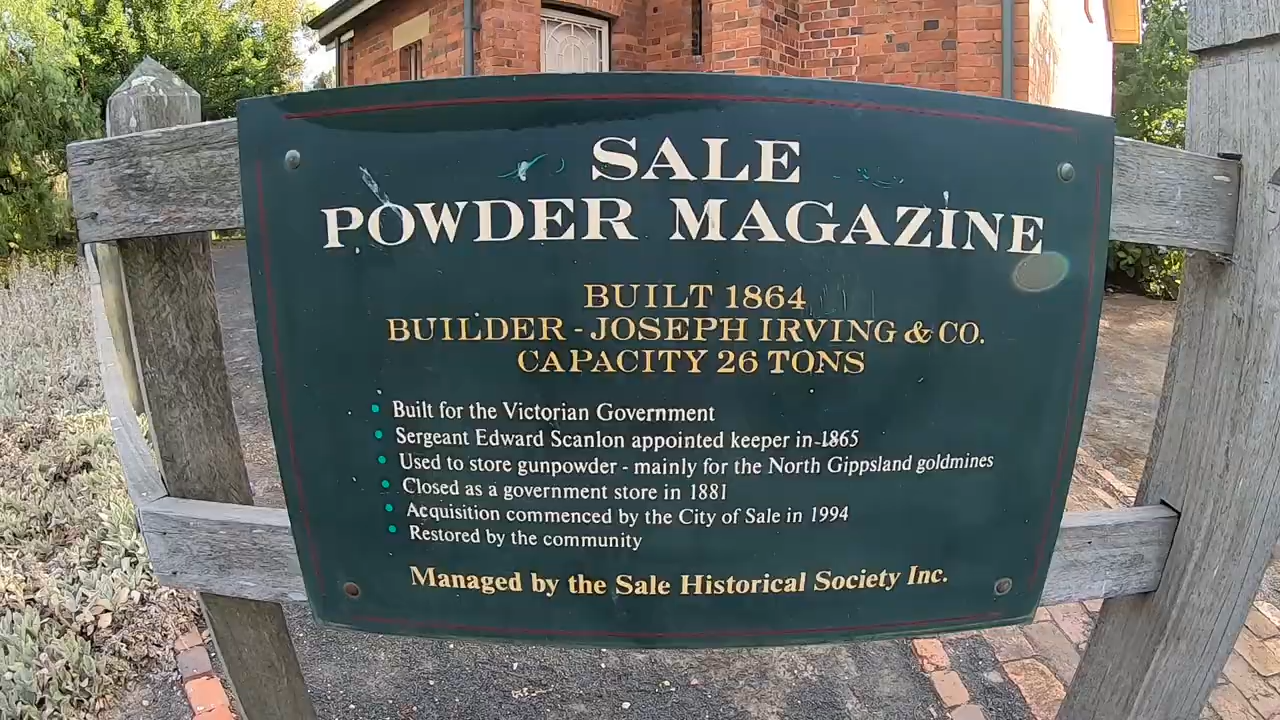 SALE
POWDER MAGAZINE
BUILT 1864
BUILDER - JOSEPH IRVING & CO.
CAPACITY 26 TONS
• Built for the Victorian Government
• Sergeant Edward Scanlon appointed keeper in 1865
• Used to store gunpowder - mainly for the North Gippsland goldmines
• Closed as a government store in 1881
• Acquisition commenced by the City of Sale in 1994
• Restored by the community
Managed by the Sale Historical Society Inc.